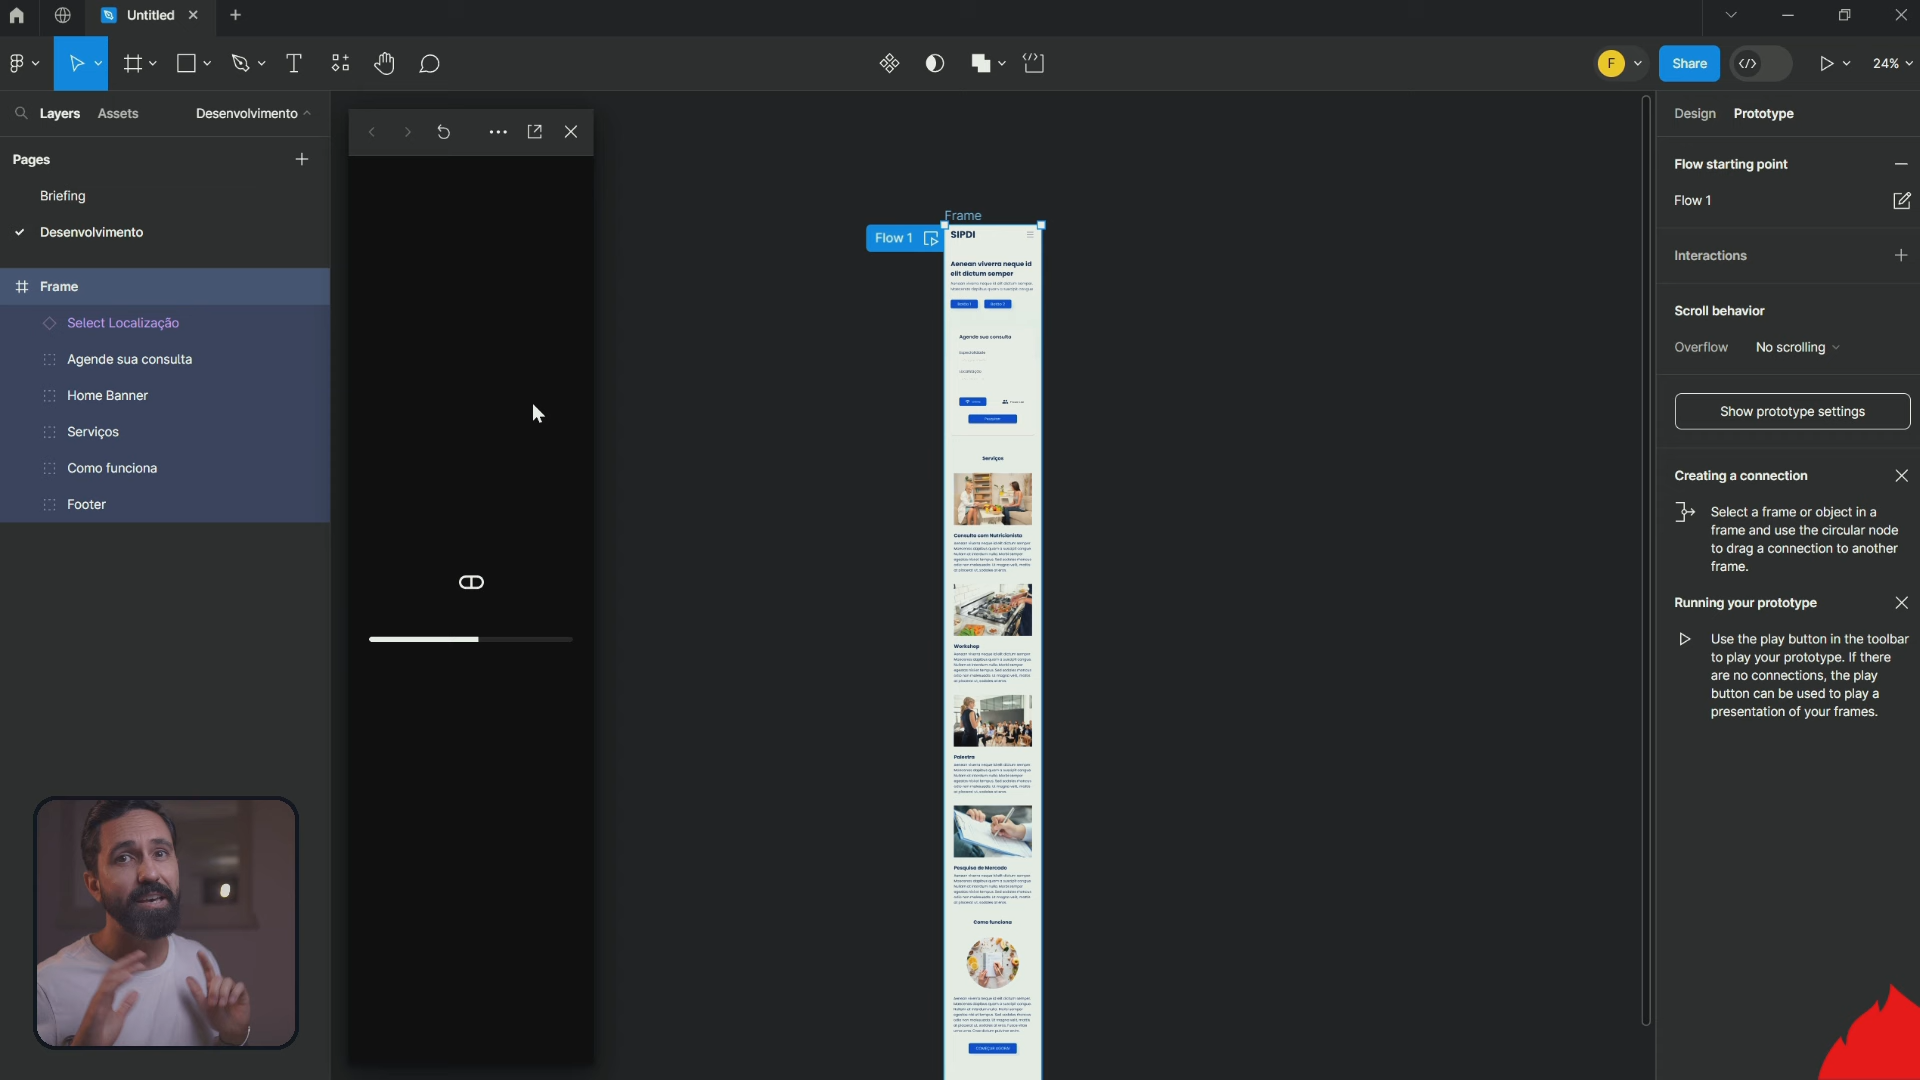 Untitled
F
Share
24%
Layers
Assets
Desenvolvimento
Pages
Briefing
Desenvolvimento
Frame
Select Localização
Agende sua consulta
Home Banner
Serviços
Como funciona
Footer
Frame
Flow 1
SIPDI
Aenean viverra neque id
elit dictum semper
Agende sua consulta
Serviços
Consulta com Nutricionista
Workshop
Palestra
Pesquisa de Mercado
Como funciona
Design
Prototype
Flow starting point
Flow 1
Interactions
Scroll behavior
Overflow
No scrolling
Show prototype settings
Creating a connection
Select a frame or object in a
frame and use the circular node
to drag a connection to another
frame.
Running your prototype
Use the play button in the toolbar
to play your prototype. If there
are no connections, the play
button can be used to play a
presentation of your frames.